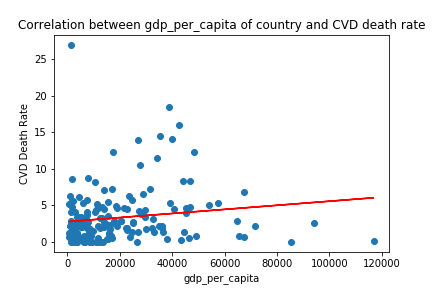 Correlation between gdp_per_capita of country and CVD death rate
25
20
15
10
5
0
CVD Death Rate
0 20000 40000 60000 80000 100000 120000
gdp_per_capita